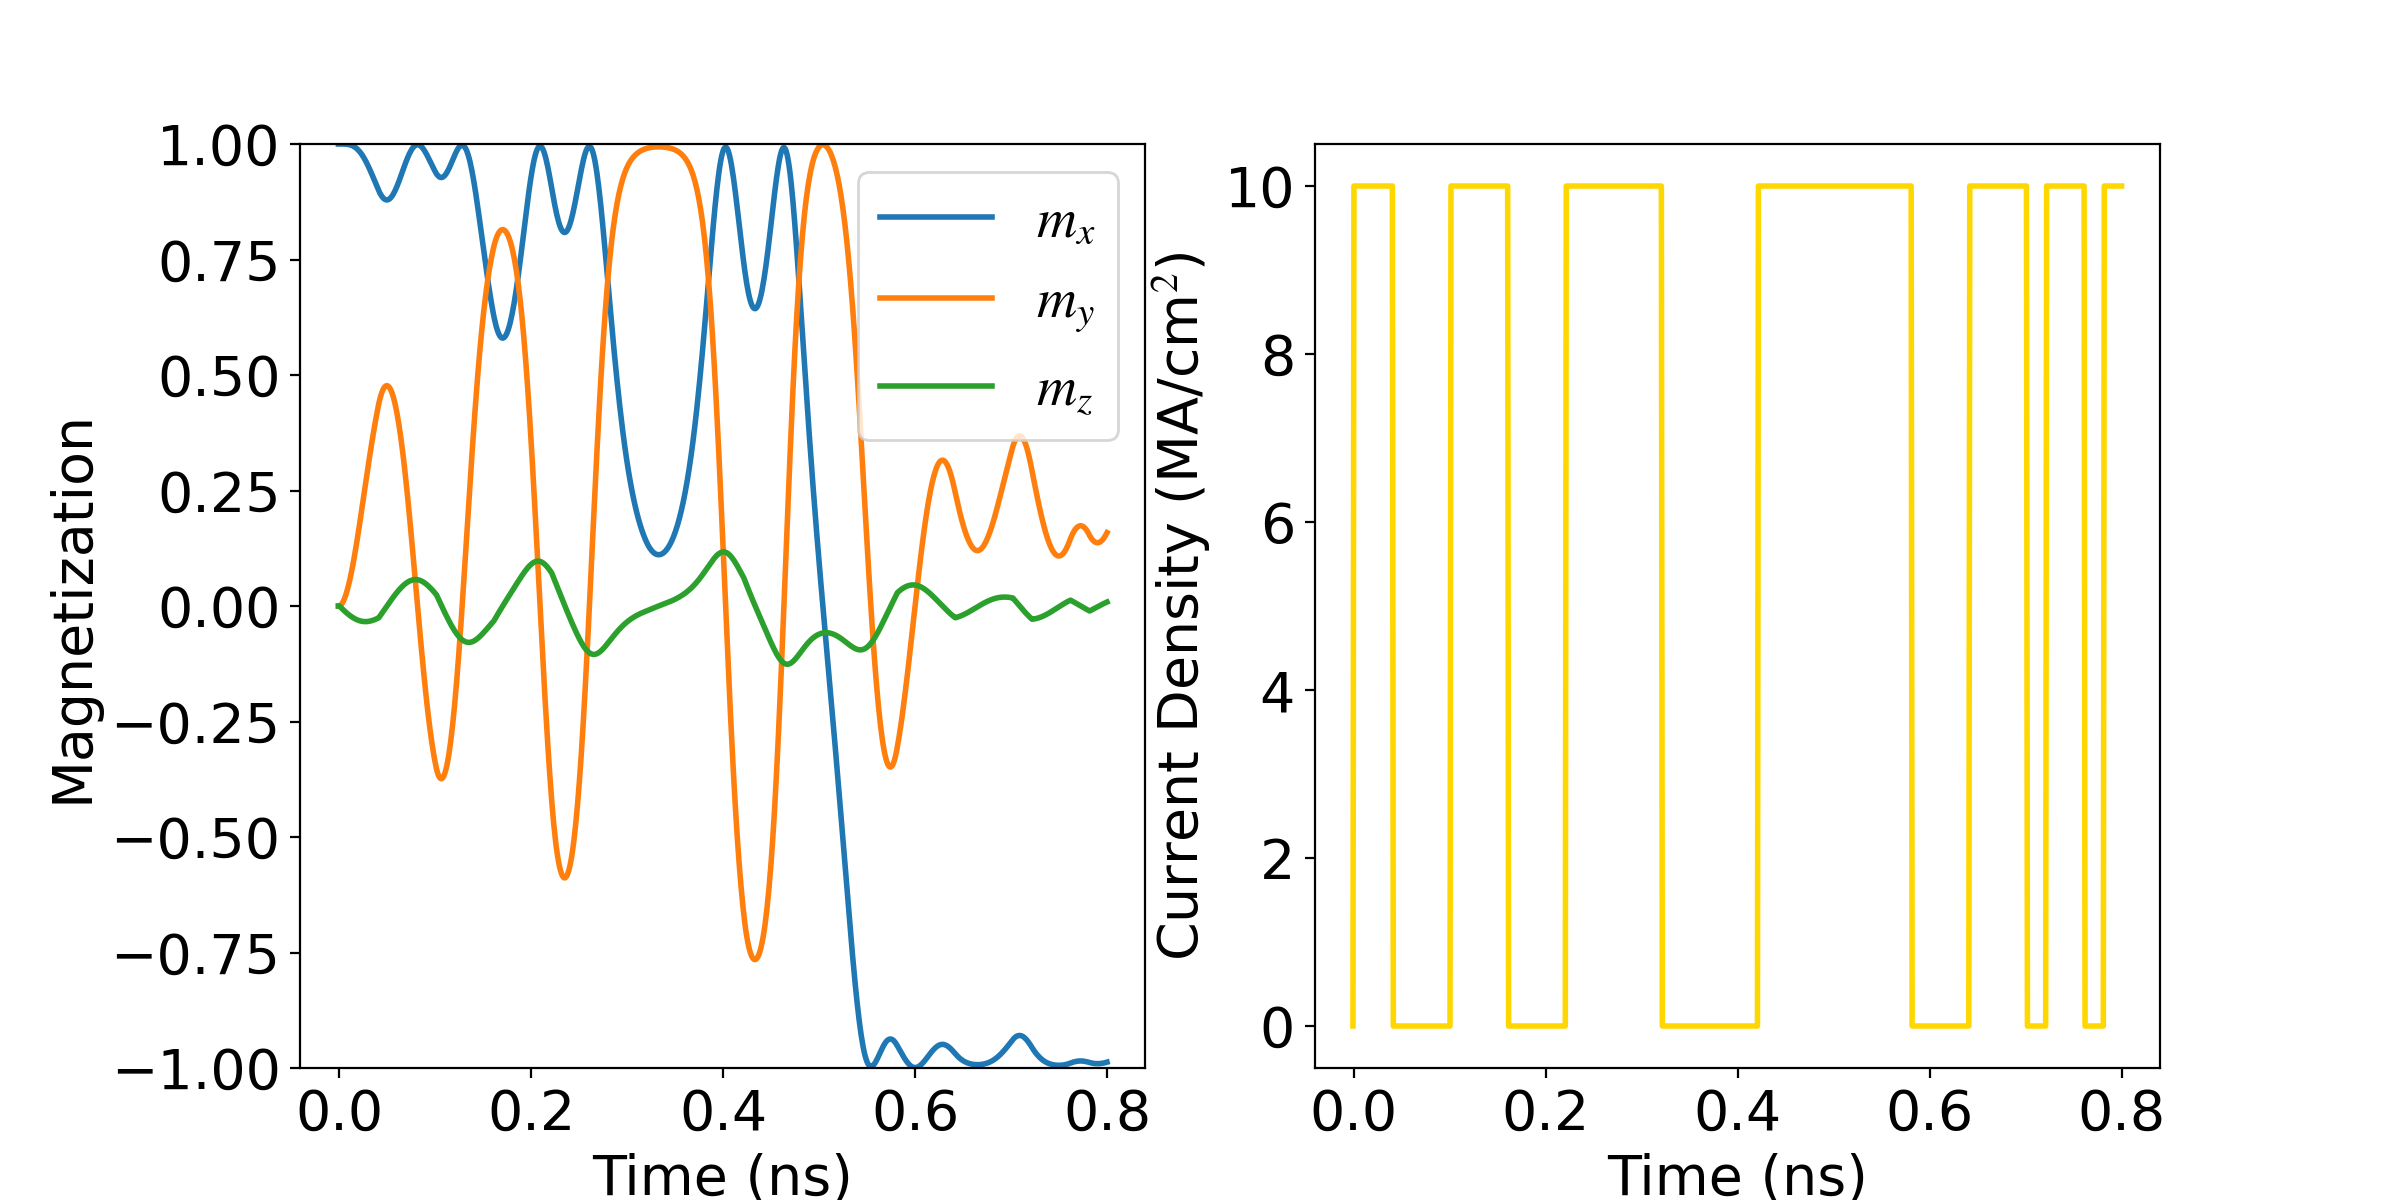 Magnetization
1.00
0.75
0.50
0.25
0.00
−0.25
−0.50
−0.75
−1.00
0.0 0.2 0.4 0.6 0.8
Time (ns)
m_x
m_y
m_z
Current Density (MA/cm²)
10
8
6
4
2
0
0.0 0.2 0.4 0.6 0.8
Time (ns)